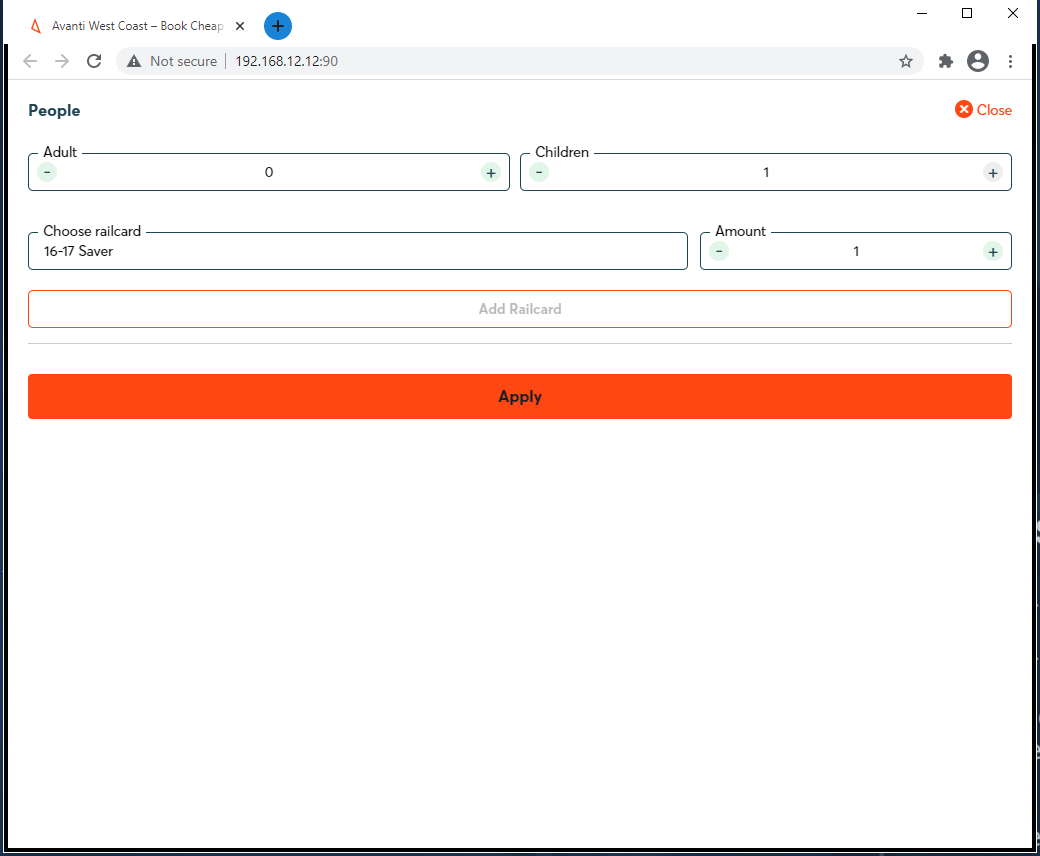 Avanti West Coast – Book Cheap
Not secure
192.168.12.12:90
People
Close
Adult
- 0 +
Children
- 1 +
Choose railcard
16-17 Saver
Amount
- 1 +
Add Railcard
Apply